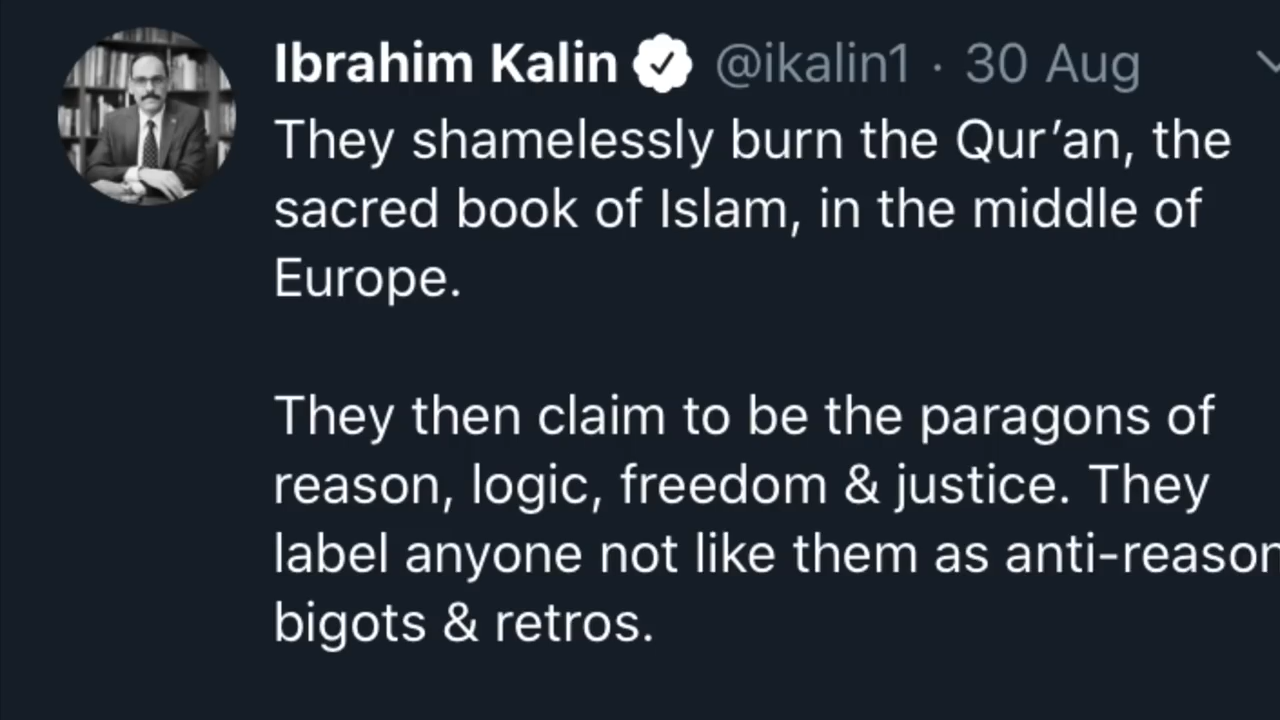 Ibrahim Kalin @ikalin1 · 30 Aug
They shamelessly burn the Qur’an, the
sacred book of Islam, in the middle of
Europe.
They then claim to be the paragons of
reason, logic, freedom & justice. They
label anyone not like them as anti-reason
bigots & retros.